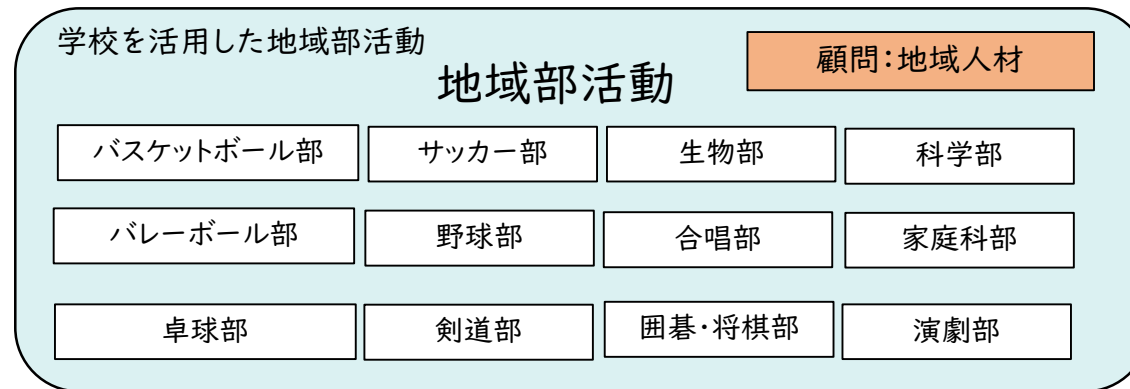 学校を活用した地域部活動
地域部活動
顧問：地域人材
バスケットボール部
サッカー部
生物部
科学部
バレーボール部
野球部
合唱部
家庭科部
卓球部
剣道部
囲碁・将棋部
演劇部